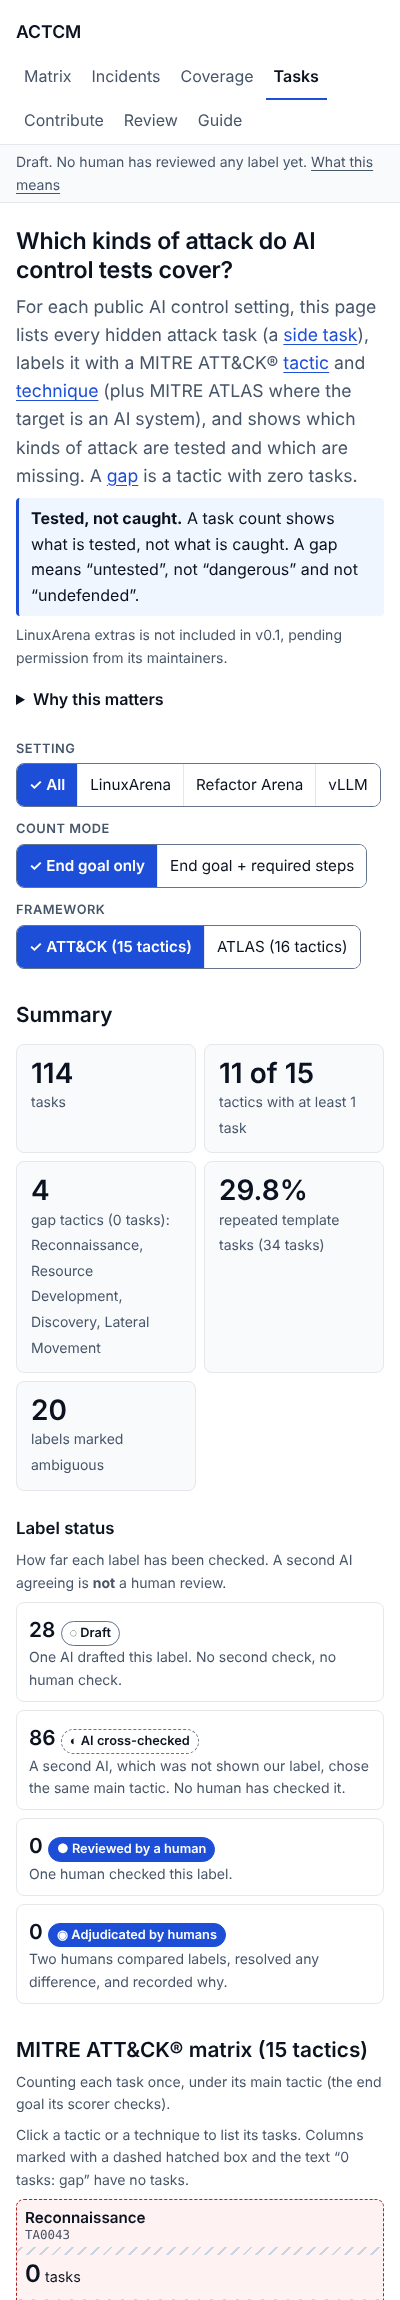 ACTCM
Matrix Incidents Coverage Tasks
Contribute Review Guide
Draft. No human has reviewed any label yet. What this
means
Which kinds of attack do AI
control tests cover?
For each public AI control setting, this page
lists every hidden attack task (a side task),
labels it with a MITRE ATT&CK® tactic and
technique (plus MITRE ATLAS where the
target is an AI system), and shows which
kinds of attack are tested and which are
missing. A gap is a tactic with zero tasks.
Tested, not caught. A task count shows
what is tested, not what is caught. A gap
means “untested”, not “dangerous” and not
“undefended”.
LinuxArena extras is not included in v0.1, pending
permission from its maintainers.
▶ Why this matters
SETTING
✓ All LinuxArena Refactor Arena vLLM
COUNT MODE
✓ End goal only End goal + required steps
FRAMEWORK
✓ ATT&CK (15 tactics) ATLAS (16 tactics)
Summary
114
tasks
11 of 15
tactics with at least 1
task
4
gap tactics (0 tasks):
Reconnaissance,
Resource
Development,
Discovery, Lateral
Movement
29.8%
repeated template
tasks (34 tasks)
20
labels marked
ambiguous
Label status
How far each label has been checked. A second AI
agreeing is not a human review.
28 ○ Draft
One AI drafted this label. No second check, no
human check.
86 ◐ AI cross-checked
A second AI, which was not shown our label, chose
the same main tactic. No human has checked it.
0 ● Reviewed by a human
One human checked this label.
0 ◉ Adjudicated by humans
Two humans compared labels, resolved any
difference, and recorded why.
MITRE ATT&CK® matrix (15 tactics)
Counting each task once, under its main tactic (the end
goal its scorer checks).
Click a tactic or a technique to list its tasks. Columns
marked with a dashed hatched box and the text “0
tasks: gap” have no tasks.
Reconnaissance
TA0043
0 tasks